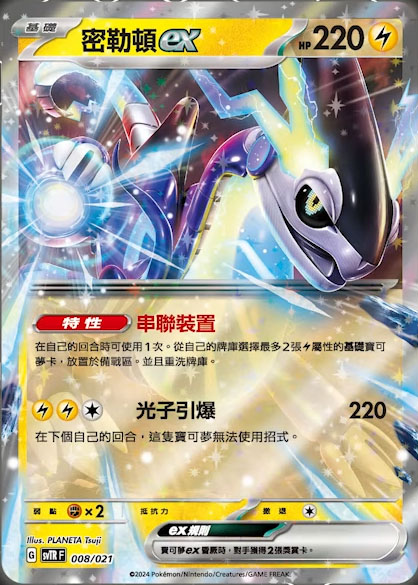 基礎 密勒頓ex HP 220
特性 串聯裝置
在自己的回合時可使用1次。從自己的牌庫選擇最多2張屬性的基礎寶可
夢卡,放置於備戰區。並且重洗牌庫。
光子引爆 220
在下個自己的回合,這隻寶可夢無法使用招式。
弱點 ×2 抵抗力 撤退
Illus. PLANETA Tsuji
G svTR F 008/021
ex規則
寶可夢ex昏厥時,對手獲得2張獎賞卡。
©2024 Pokémon/Nintendo/Creatures/GAME FREAK